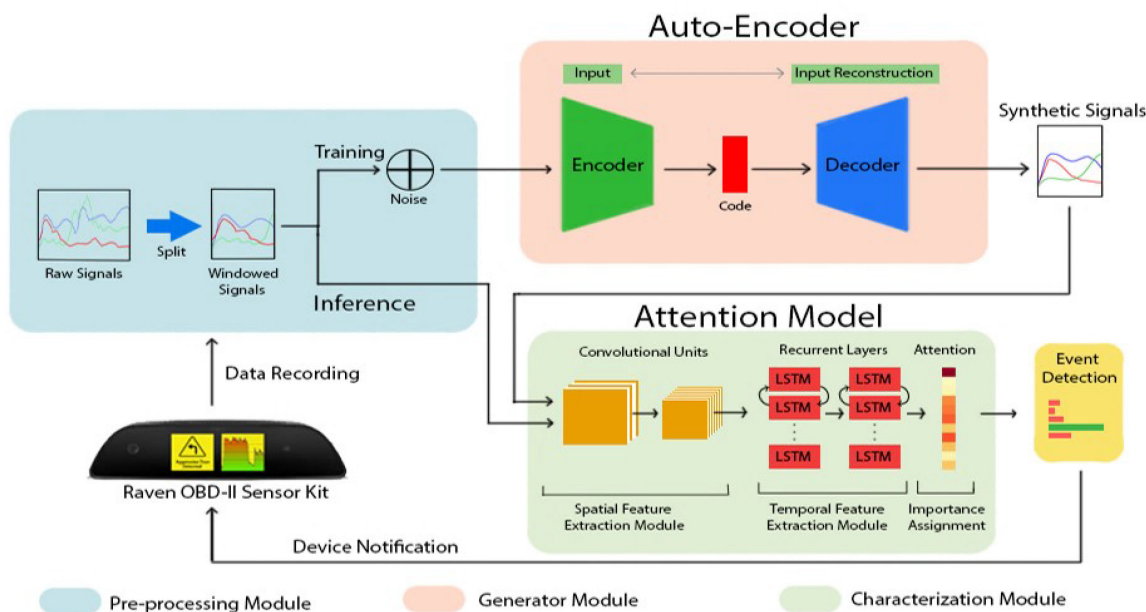 Auto-Encoder
Input
Input Reconstruction
Synthetic Signals
Training
Noise
Encoder
Code
Decoder
Raw Signals
Split
Windowed
Signals
Inference
Attention Model
Data Recording
Convolutional Units
Recurrent Layers
Attention
LSTM
LSTM
LSTM
LSTM
LSTM
LSTM
Event
Detection
Raven OBD-II Sensor Kit
Spatial Feature
Extraction Module
Temporal Feature
Extraction Module
Importance
Assignment
Device Notification
Pre-processing Module
Generator Module
Characterization Module